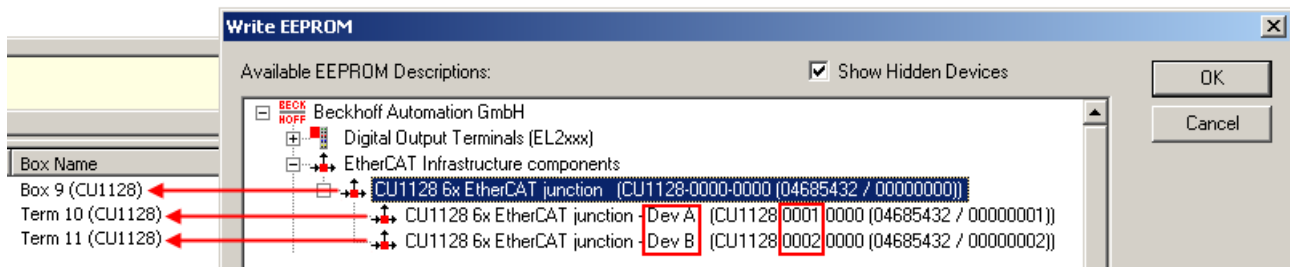 Write EEPROM
Available EEPROM Descriptions:
Show Hidden Devices
OK
Cancel
BECK
HOFF
Beckhoff Automation GmbH
Digital Output Terminals (EL2xxx)
EtherCAT Infrastructure components
CU1128 6x EtherCAT junction (CU1128-0000-0000 (04685432 / 00000000))
CU1128 6x EtherCAT junction - Dev A (CU1128 0001 0000 (04685432 / 00000001))
CU1128 6x EtherCAT junction - Dev B (CU1128 0002 0000 (04685432 / 00000002))
Box Name
Box 9 (CU1128)
Term 10 (CU1128)
Term 11 (CU1128)